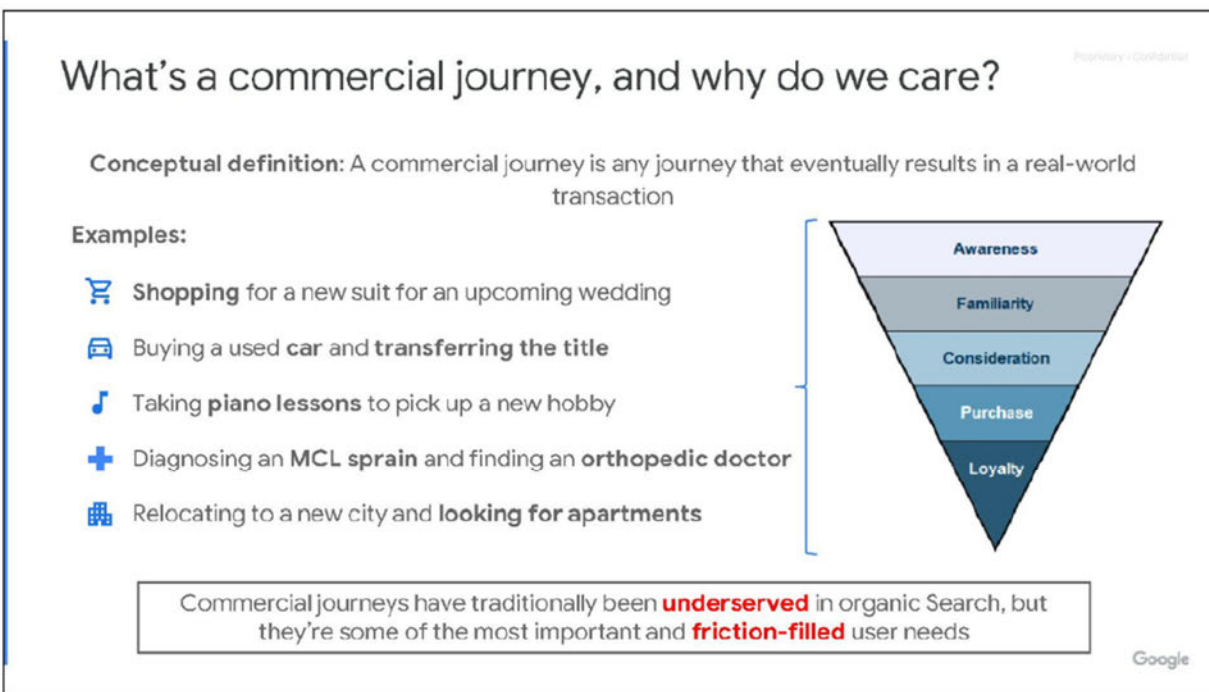 Proprietary + Confidential
What's a commercial journey, and why do we care?
Conceptual definition: A commercial journey is any journey that eventually results in a real-world
transaction
Examples:
Shopping for a new suit for an upcoming wedding
Buying a used car and transferring the title
Taking piano lessons to pick up a new hobby
Diagnosing an MCL sprain and finding an orthopedic doctor
Relocating to a new city and looking for apartments
Awareness
Familiarity
Consideration
Purchase
Loyalty
Commercial journeys have traditionally been underserved in organic Search, but
they're some of the most important and friction-filled user needs
Google